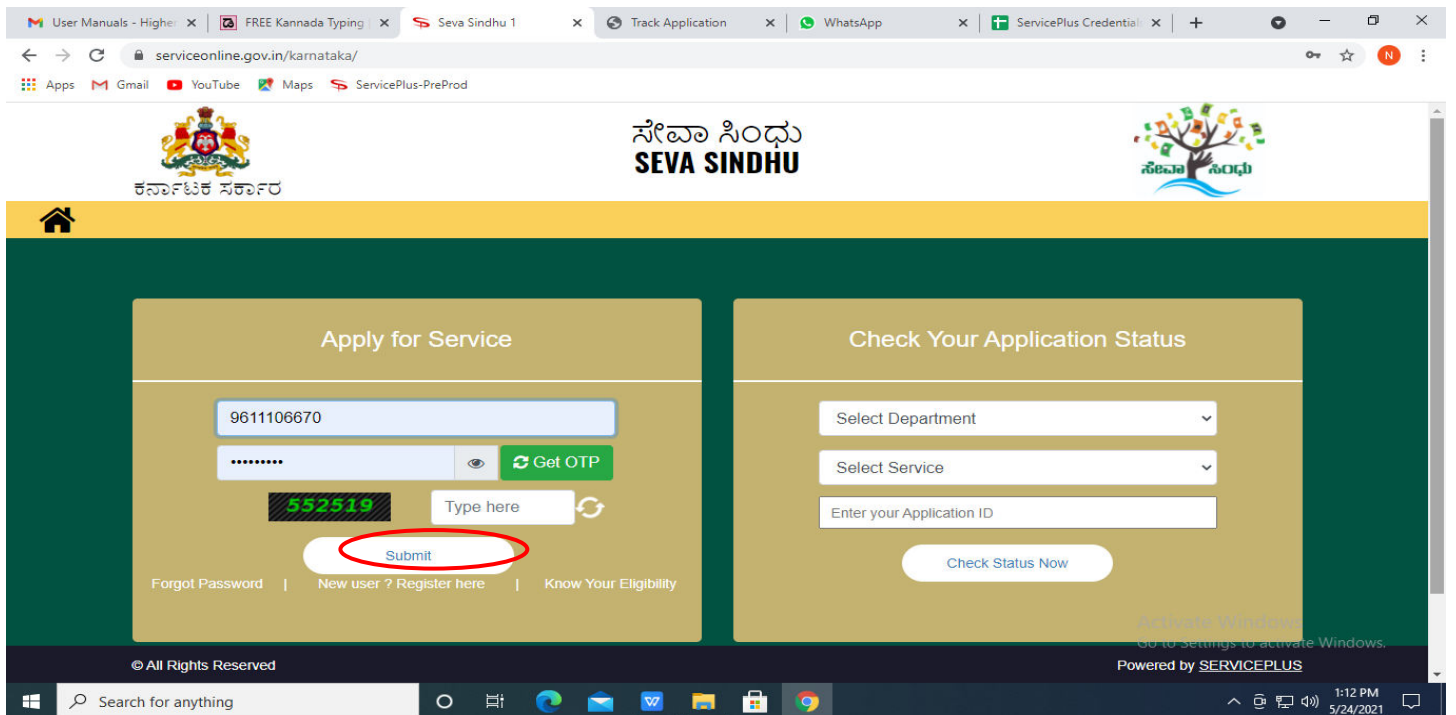 User Manuals - Higher
FREE Kannada Typing
Seva Sindhu 1
Track Application
WhatsApp
ServicePlus Credential
serviceonline.gov.in/karnataka/
N
Apps
Gmail
YouTube
Maps
ServicePlus-PreProd
ಕರ್ನಾಟಕ ಸರ್ಕಾರ
ಸೇವಾ ಸಿಂಧು
SEVA SINDHU
ಸೇವಾ ಸಿಂಧು
Apply for Service
9611106670
•••••••••
Get OTP
552519
Type here
Submit
Forgot Password | New user ? Register here | Know Your Eligibility
Check Your Application Status
Select Department
Select Service
Enter your Application ID
Check Status Now
Activate Windows
Go to Settings to activate Windows.
© All Rights Reserved
Powered by SERVICEPLUS
Search for anything
1:12 PM
5/24/2021